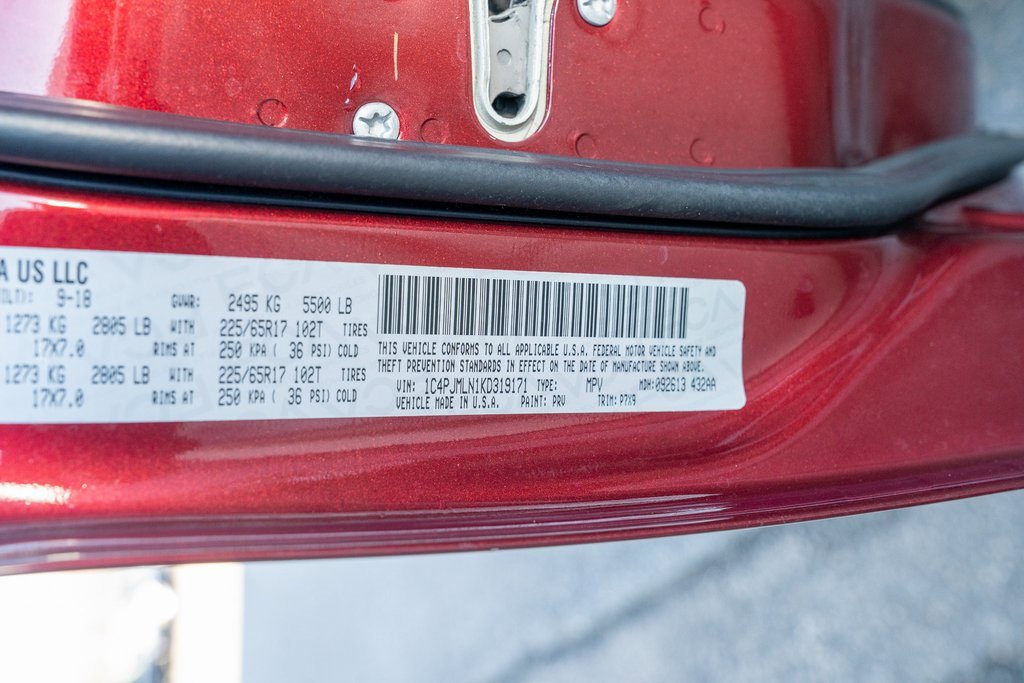 A US LLC
9-18 GVWR: 2495 KG 5500 LB
1273 KG 2805 LB WITH 225/65R17 102T TIRES
17X7.0 RIMS AT 250 KPA ( 36 PSI) COLD
1273 KG 2805 LB WITH 225/65R17 102T TIRES
17X7.0 RIMS AT 250 KPA ( 36 PSI) COLD
THIS VEHICLE CONFORMS TO ALL APPLICABLE U.S.A. FEDERAL MOTOR VEHICLE SAFETY AND
THEFT PREVENTION STANDARDS IN EFFECT ON THE DATE OF MANUFACTURE SHOWN ABOVE.
VIN: 1C4PJMLN1KD319171 TYPE: MPV MDH: 092613 432AA
VEHICLE MADE IN U.S.A. PAINT: PRV TRIM: P7X9